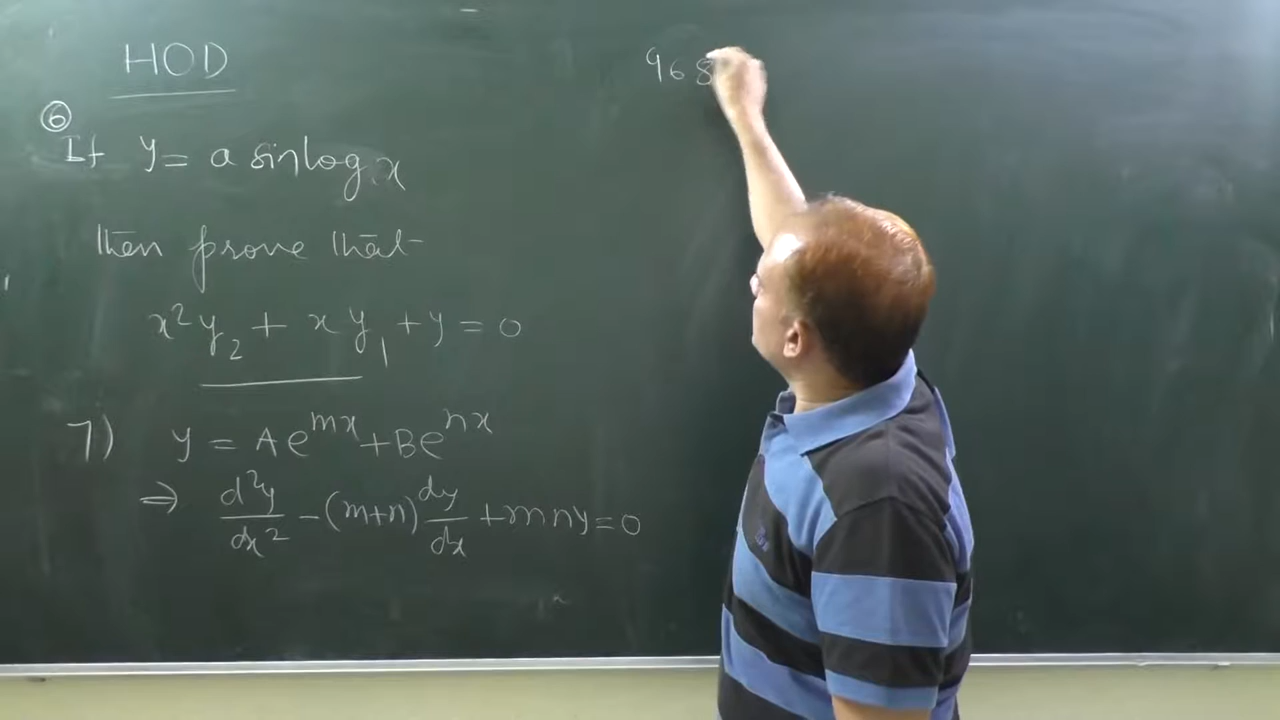 HOD
⑥
If y = a sin log x
then prove that
x²y₂ + xy₁ + y = 0
7) y = Ae^{mx} + Be^{nx}
⇒ d²y/dx² - (m+n) dy/dx + mny = 0
968